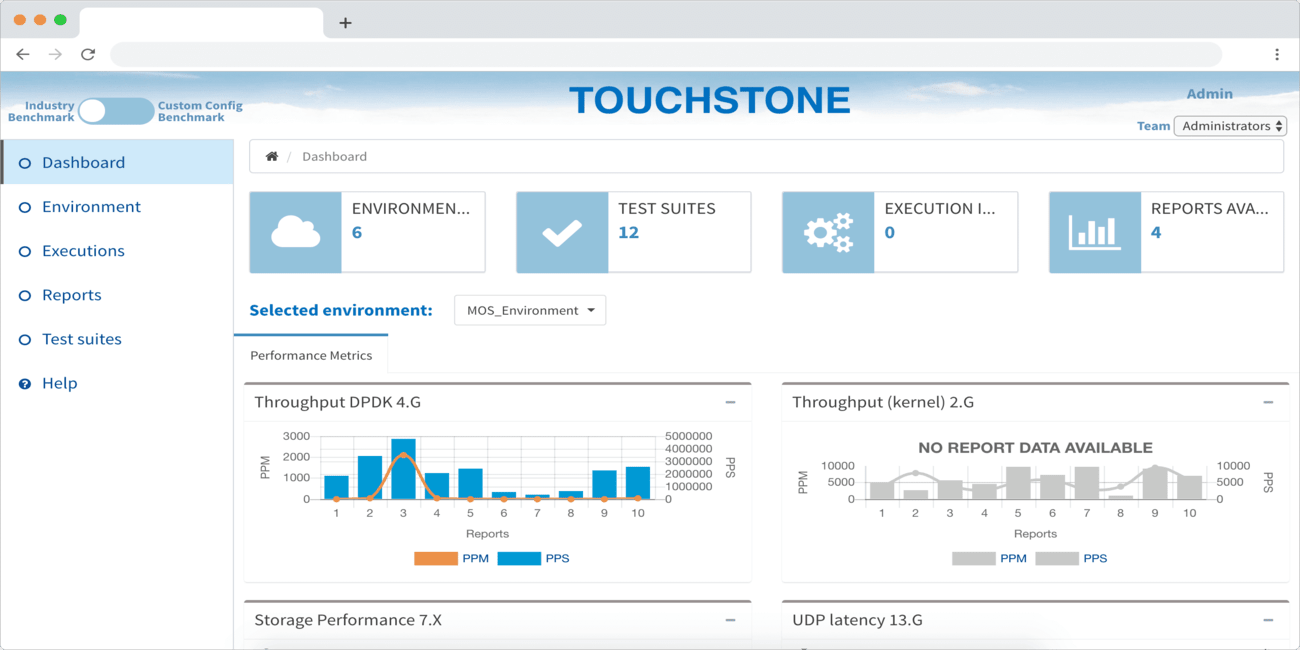 TOUCHSTONE
Industry
Benchmark
Custom Config
Benchmark
Admin
Team Administrators
Dashboard
Environment
Executions
Reports
Test suites
Help
/ Dashboard
ENVIRONMEN...
6
TEST SUITES
12
EXECUTION I...
0
REPORTS AVA...
4
Selected environment: MOS_Environment
Performance Metrics
Throughput DPDK 4.G
PPM
3000
2000
1000
0
5000000
4000000
3000000
2000000
1000000
0
PPS
1 2 3 4 5 6 7 8 9 10
Reports
PPM PPS
Throughput (kernel) 2.G
NO REPORT DATA AVAILABLE
PPM
10000
5000
0
10000
5000
0
PPS
1 2 3 4 5 6 7 8 9 10
Reports
PPM PPS
Storage Performance 7.X
UDP latency 13.G